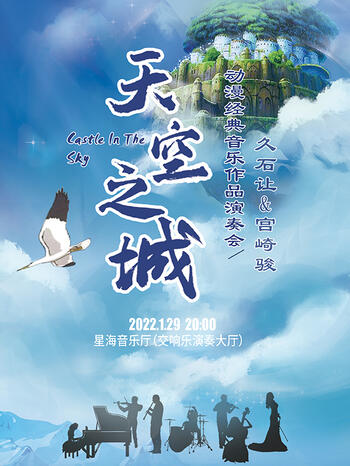 天空之城
Castle In The
Sky
动漫经典音乐作品演奏会/
久石让&宫崎骏
2022.1.29 20:00
星海音乐厅(交响乐演奏大厅)